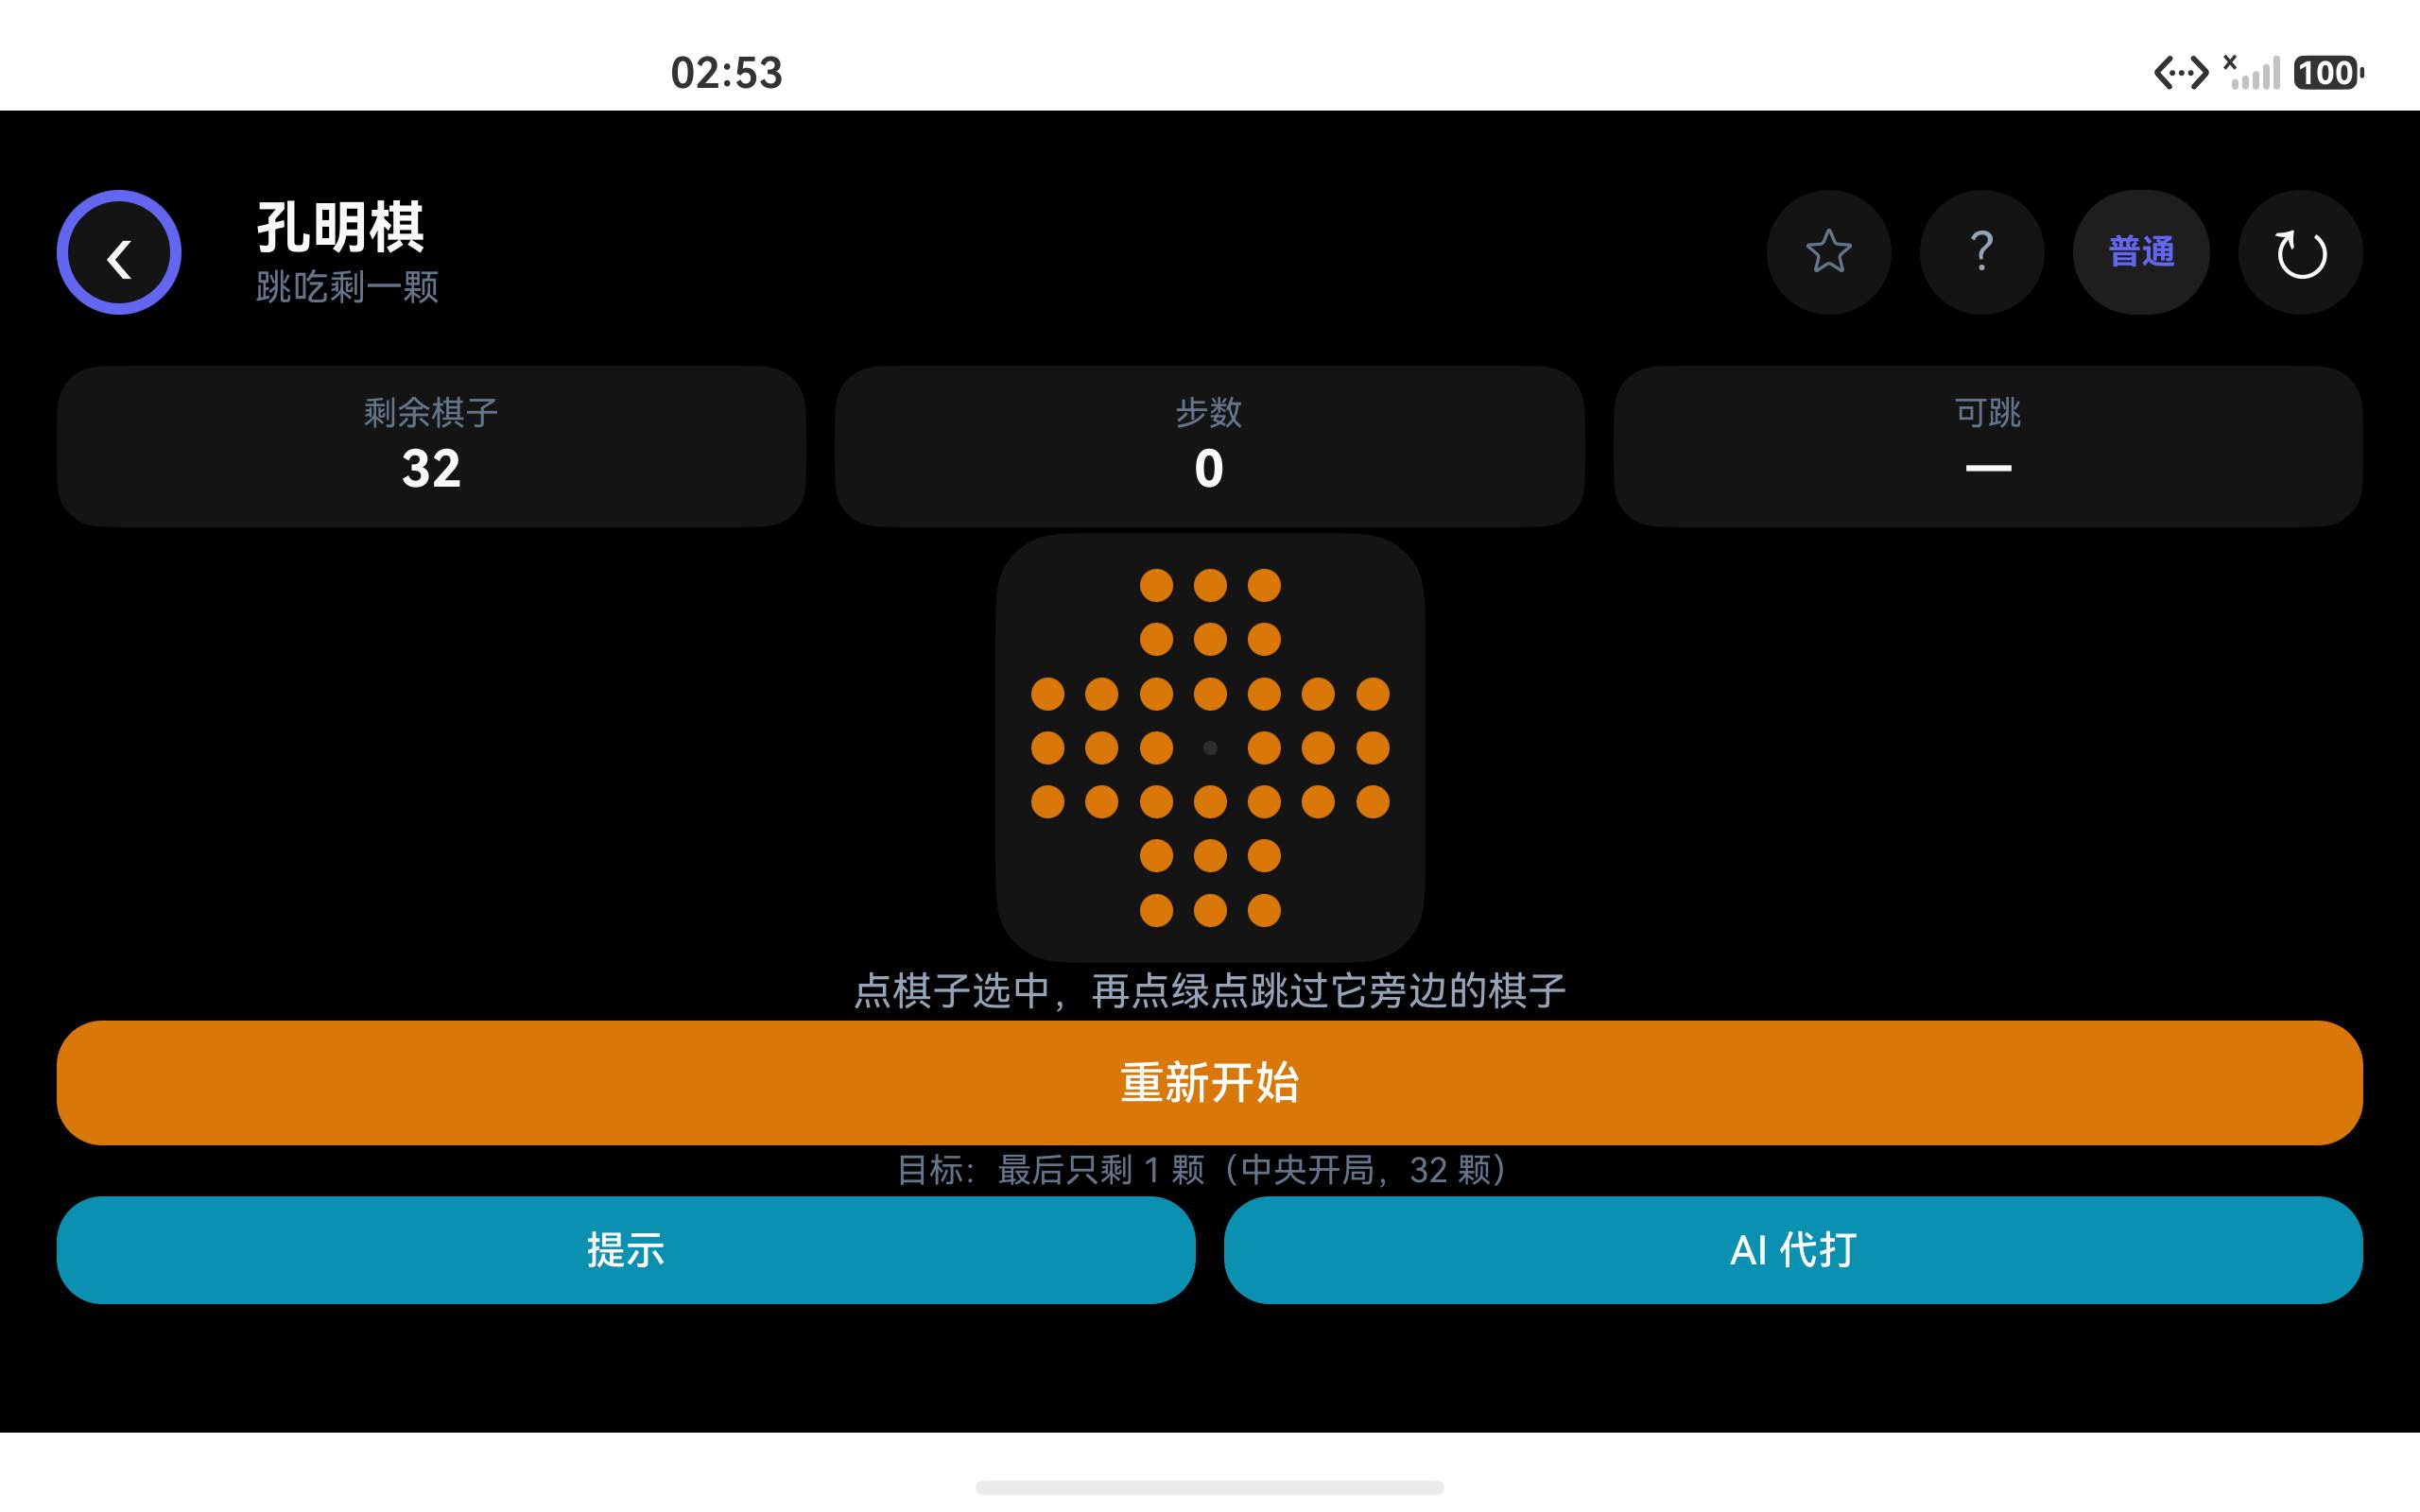 02:53
100
孔明棋
跳吃剩一颗
?
普通
剩余棋子
32
步数
0
可跳
—
点棋子选中，再点绿点跳过它旁边的棋子
重新开始
目标：最后只剩 1 颗（中央开局，32 颗）
提示
AI 代打